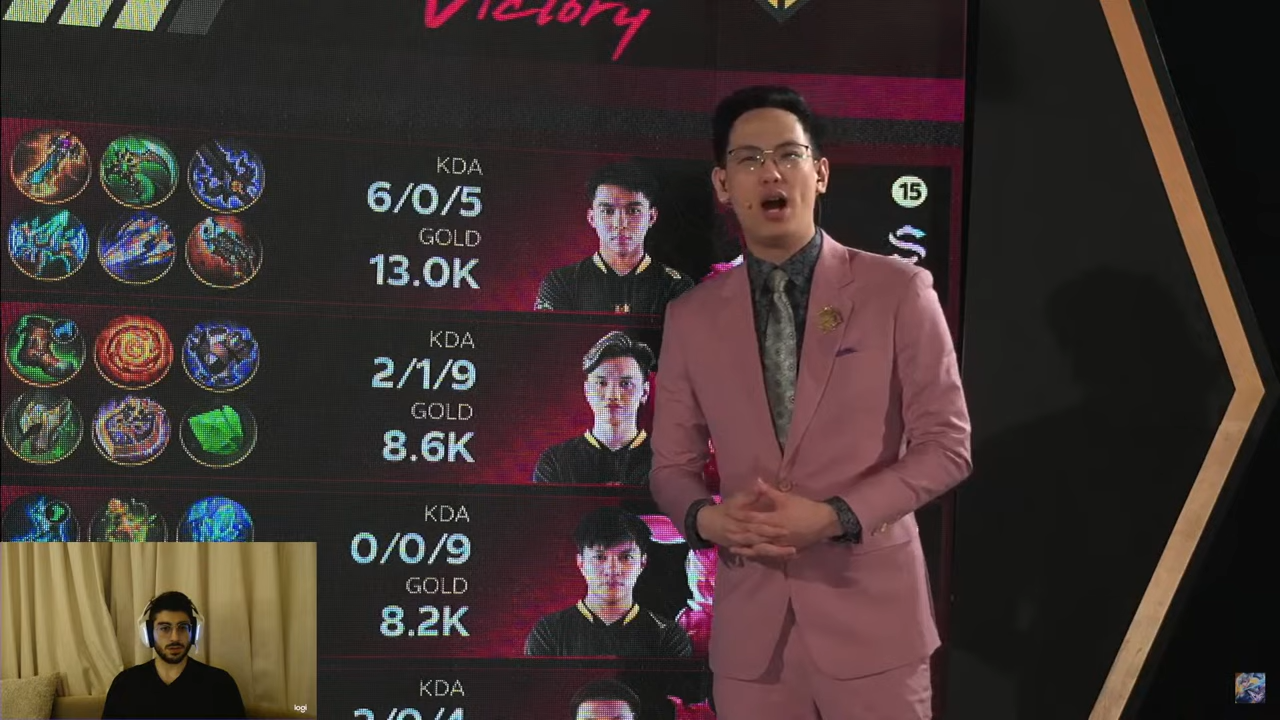 Victory
KDA
6/0/5
GOLD
13.0K
15
KDA
2/1/9
GOLD
8.6K
KDA
0/0/9
GOLD
8.2K
KDA
logi